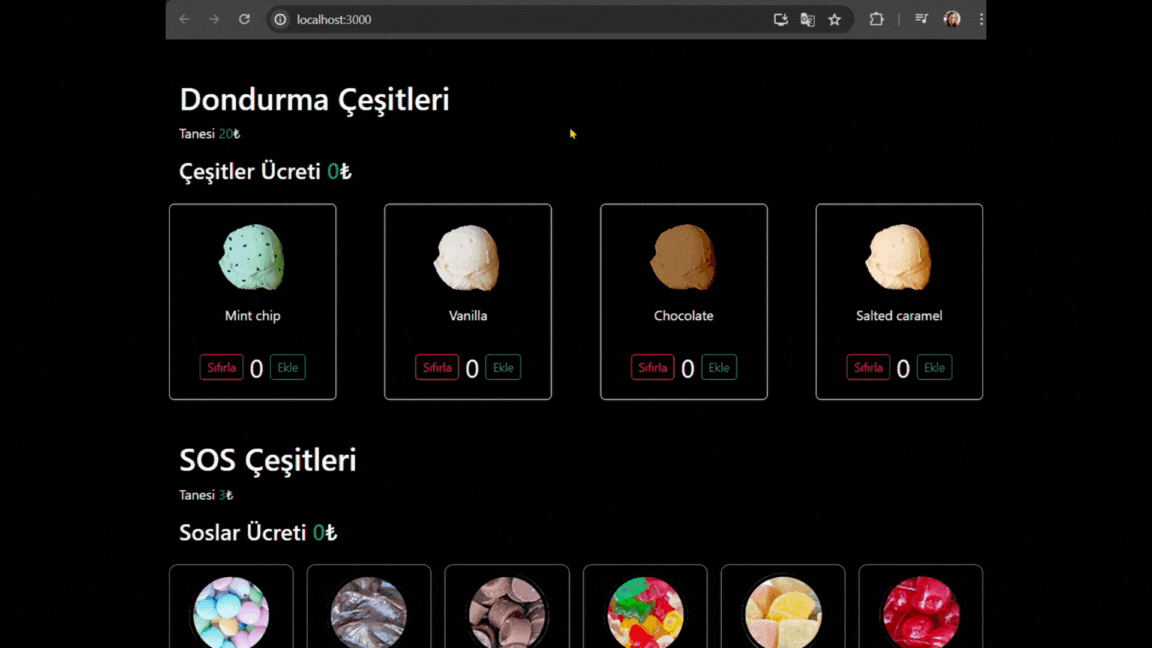 localhost:3000
Dondurma Çeşitleri
Tanesi 20₺
Çeşitler Ücreti 0₺
Mint chip
Vanilla
Chocolate
Salted caramel
Sıfırla 0 Ekle
Sıfırla 0 Ekle
Sıfırla 0 Ekle
Sıfırla 0 Ekle
SOS Çeşitleri
Tanesi 3₺
Soslar Ücreti 0₺